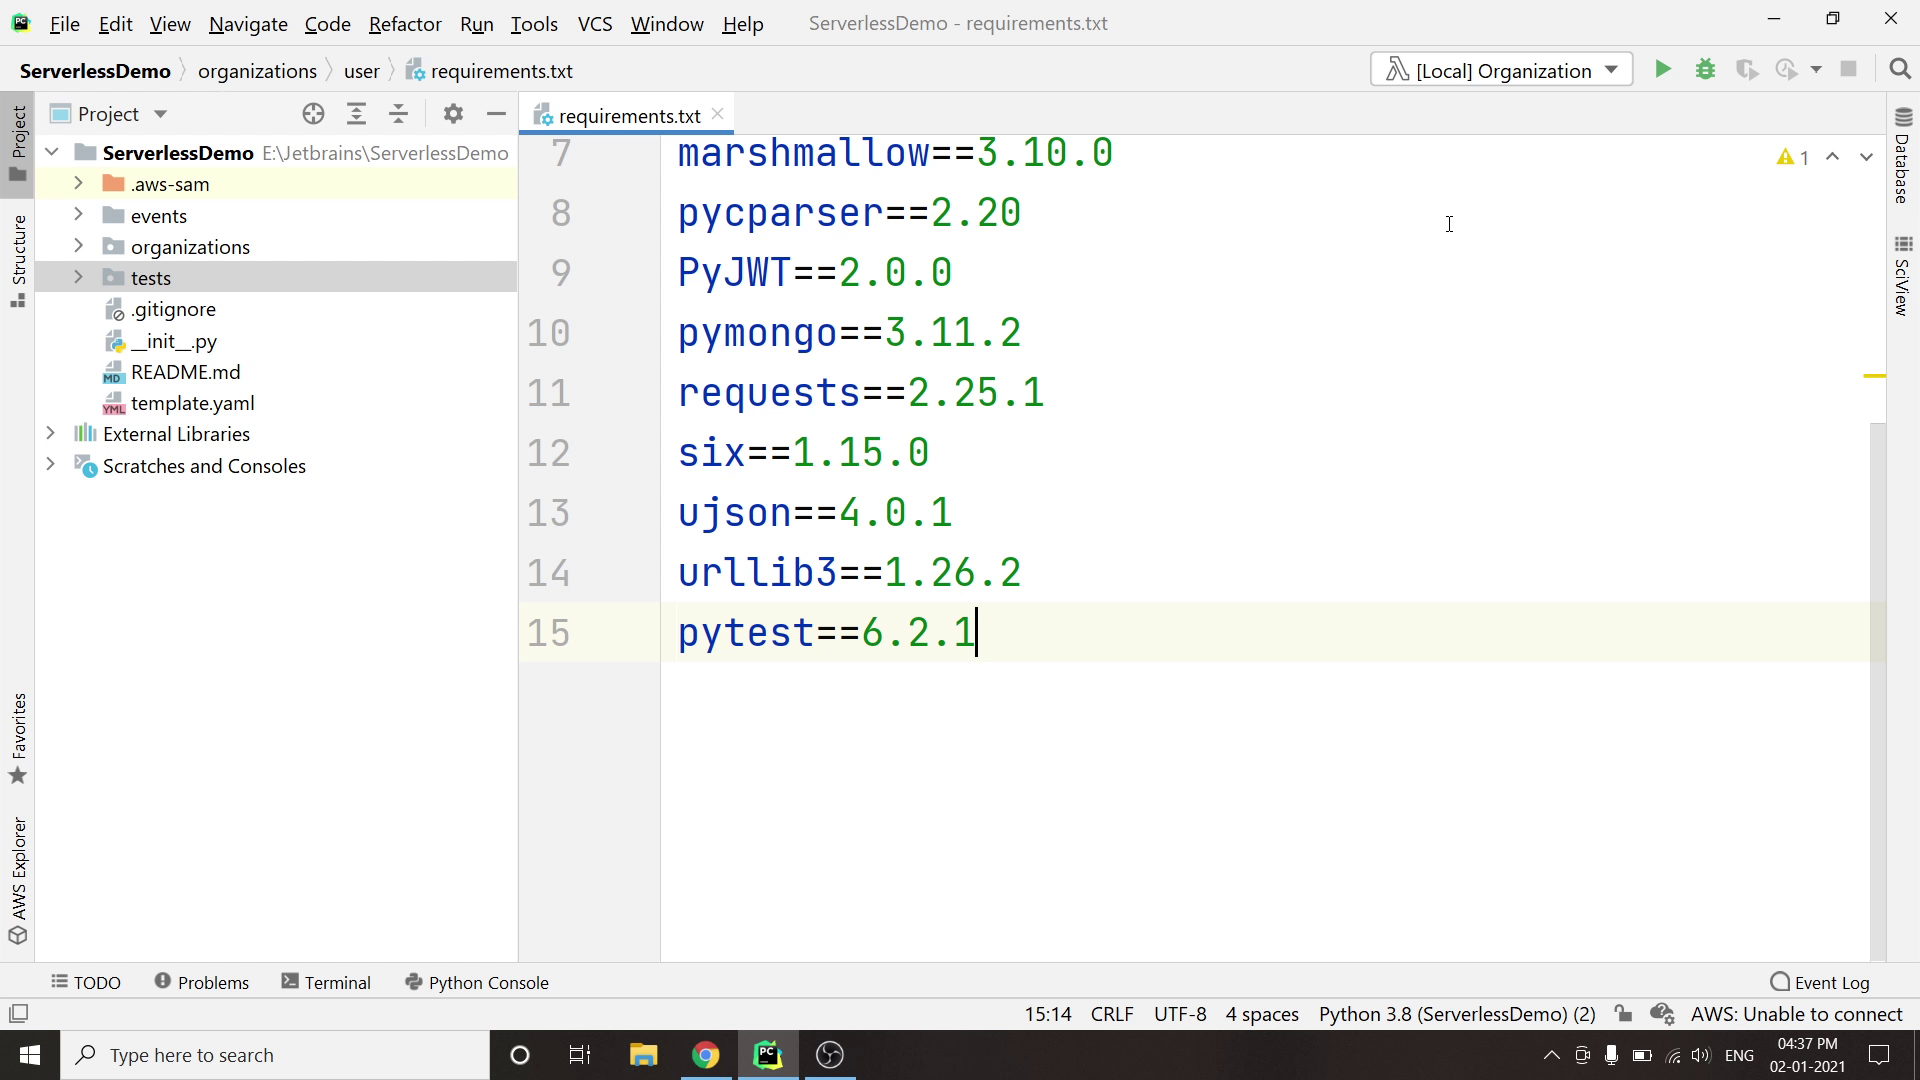 File Edit View Navigate Code Refactor Run Tools VCS Window Help ServerlessDemo - requirements.txt
ServerlessDemo organizations user requirements.txt [Local] Organization
Project requirements.txt
Project
Structure
Favorites
AWS Explorer
ServerlessDemo E:\Jetbrains\ServerlessDemo
.aws-sam
events
organizations
tests
.gitignore
__init__.py
MD README.md
YML template.yaml
External Libraries
Scratches and Consoles
7 marshmallow==3.10.0
8 pycparser==2.20
9 PyJWT==2.0.0
10 pymongo==3.11.2
11 requests==2.25.1
12 six==1.15.0
13 ujson==4.0.1
14 urllib3==1.26.2
15 pytest==6.2.1
1
Database
SciView
TODO Problems Terminal Python Console Event Log
15:14 CRLF UTF-8 4 spaces Python 3.8 (ServerlessDemo) (2) AWS: Unable to connect
Type here to search PC ENG 04:37 PM
02-01-2021